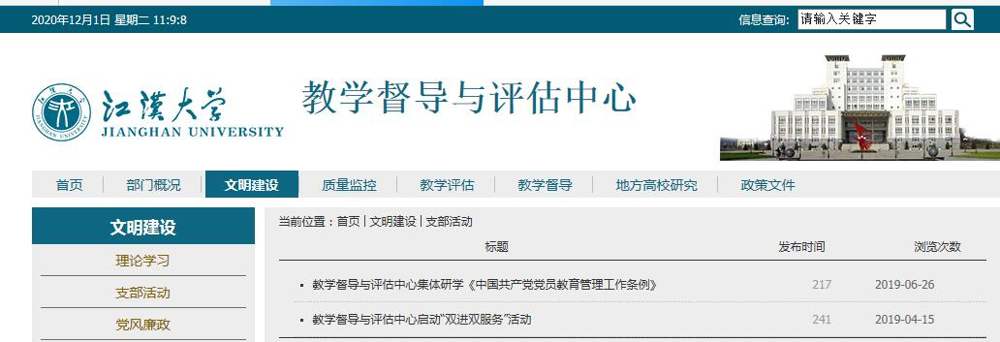 2020年12月1日 星期二 11:9:8
信息查询:
请输入关键字
江漢大学
JIANGHAN UNIVERSITY
教学督导与评估中心
首页 部门概况 文明建设 质量监控 教学评估 教学督导 地方高校研究 政策文件
文明建设
理论学习
支部活动
党风廉政
当前位置：首页 | 文明建设 | 支部活动
标题 发布时间 浏览次数
教学督导与评估中心集体研学《中国共产党党员教育管理工作条例》 217 2019-06-26
教学督导与评估中心启动“双进双服务”活动 241 2019-04-15